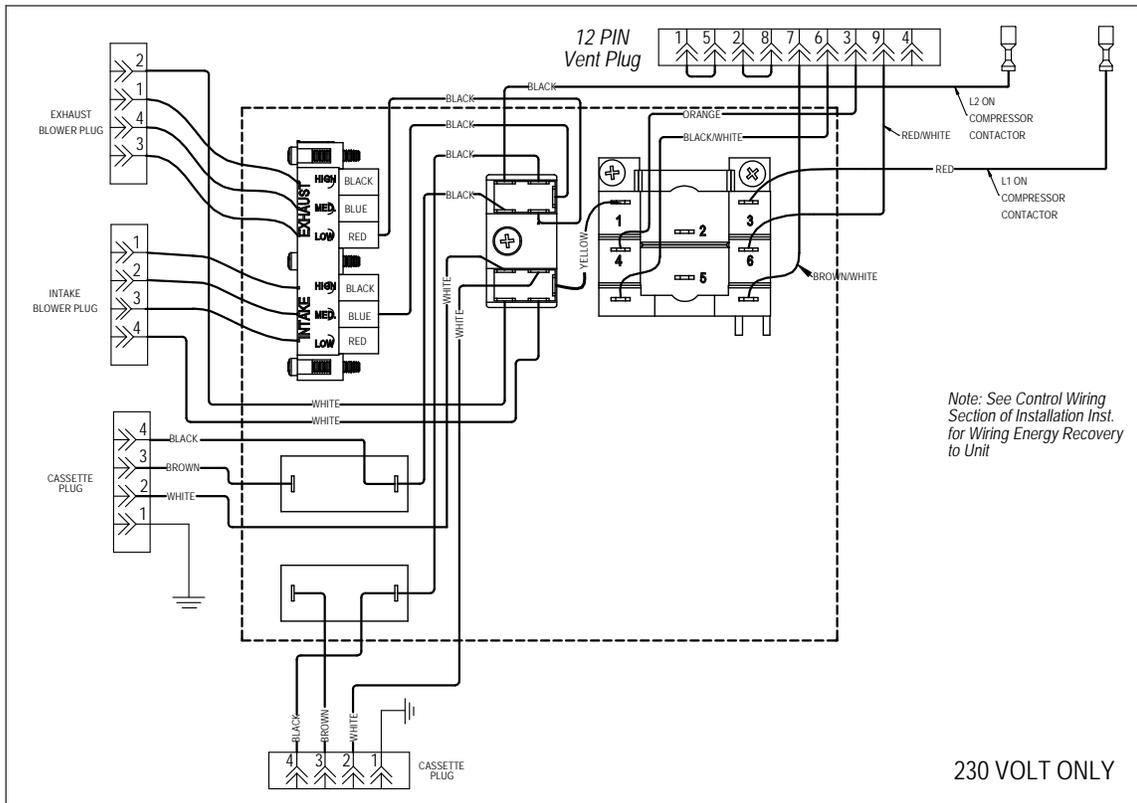 12 PIN
Vent Plug
1 5 2 8 7 6 3 9 4
BLACK
L2 ON
COMPRESSOR
CONTACTOR
EXHAUST
BLOWER PLUG
2
1
4
3
BLACK
ORANGE
BLACK
BLACK/WHITE
RED/WHITE
BLACK
RED
L1 ON
COMPRESSOR
CONTACTOR
EXHAUST
HIGH
BLACK
MED.
BLUE
LOW
RED
BLACK
1
2
3
4
5
6
YELLOW
BROWN/WHITE
INTAKE
BLOWER PLUG
1
2
3
4
INTAKE
HIGH
BLACK
MED.
BLUE
LOW
RED
WHITE
WHITE
WHITE
WHITE
Note: See Control Wiring
Section of Installation Inst.
for Wiring Energy Recovery
to Unit
CASSETTE
PLUG
4
BLACK
3
BROWN
2
WHITE
1
BLACK
BROWN
WHITE
4 3 2 1
CASSETTE
PLUG
230 VOLT ONLY